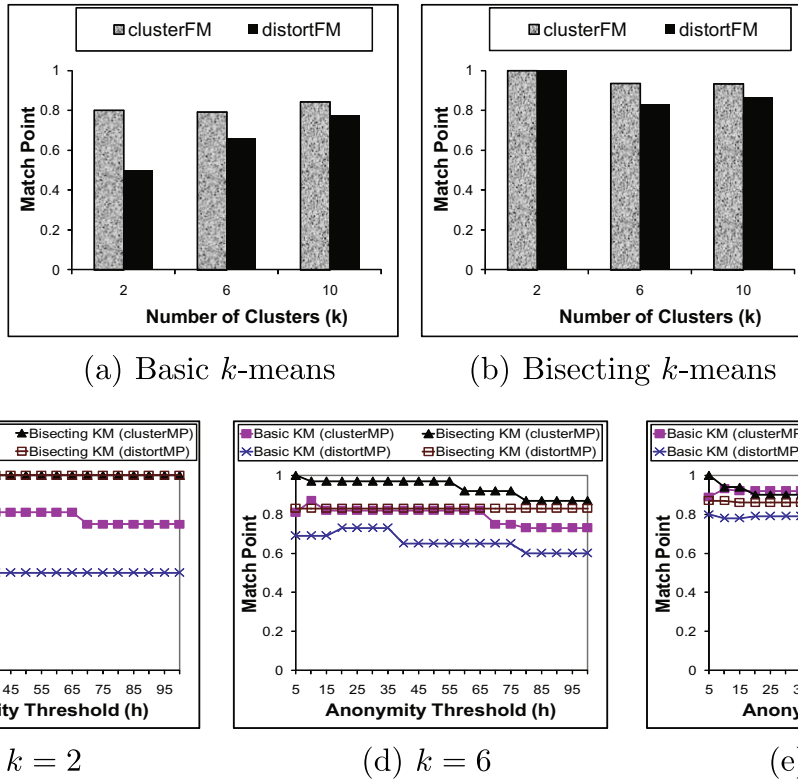 clusterFM distortFM
1
0.8
0.6
0.4
0.2
0
Match Point
2 6 10
Number of Clusters (k)
(a) Basic k-means
clusterFM distortFM
1
0.8
0.6
0.4
0.2
0
Match Point
2 6 10
Number of Clusters (k)
(b) Bisecting k-means
Bisecting KM (clusterMP)
Bisecting KM (distortMP)
45 55 65 75 85 95
ity Threshold (h)
k = 2
Basic KM (clusterMP) Bisecting KM (clusterMP)
Basic KM (distortMP) Bisecting KM (distortMP)
1
0.8
0.6
0.4
0.2
0
Match Point
5 15 25 35 45 55 65 75 85 95
Anonymity Threshold (h)
(d) k = 6
Basic KM (clusterMP
Basic KM (distortMP
1
0.8
0.6
0.4
0.2
0
Match Point
5 15 25 3
Anony
(e